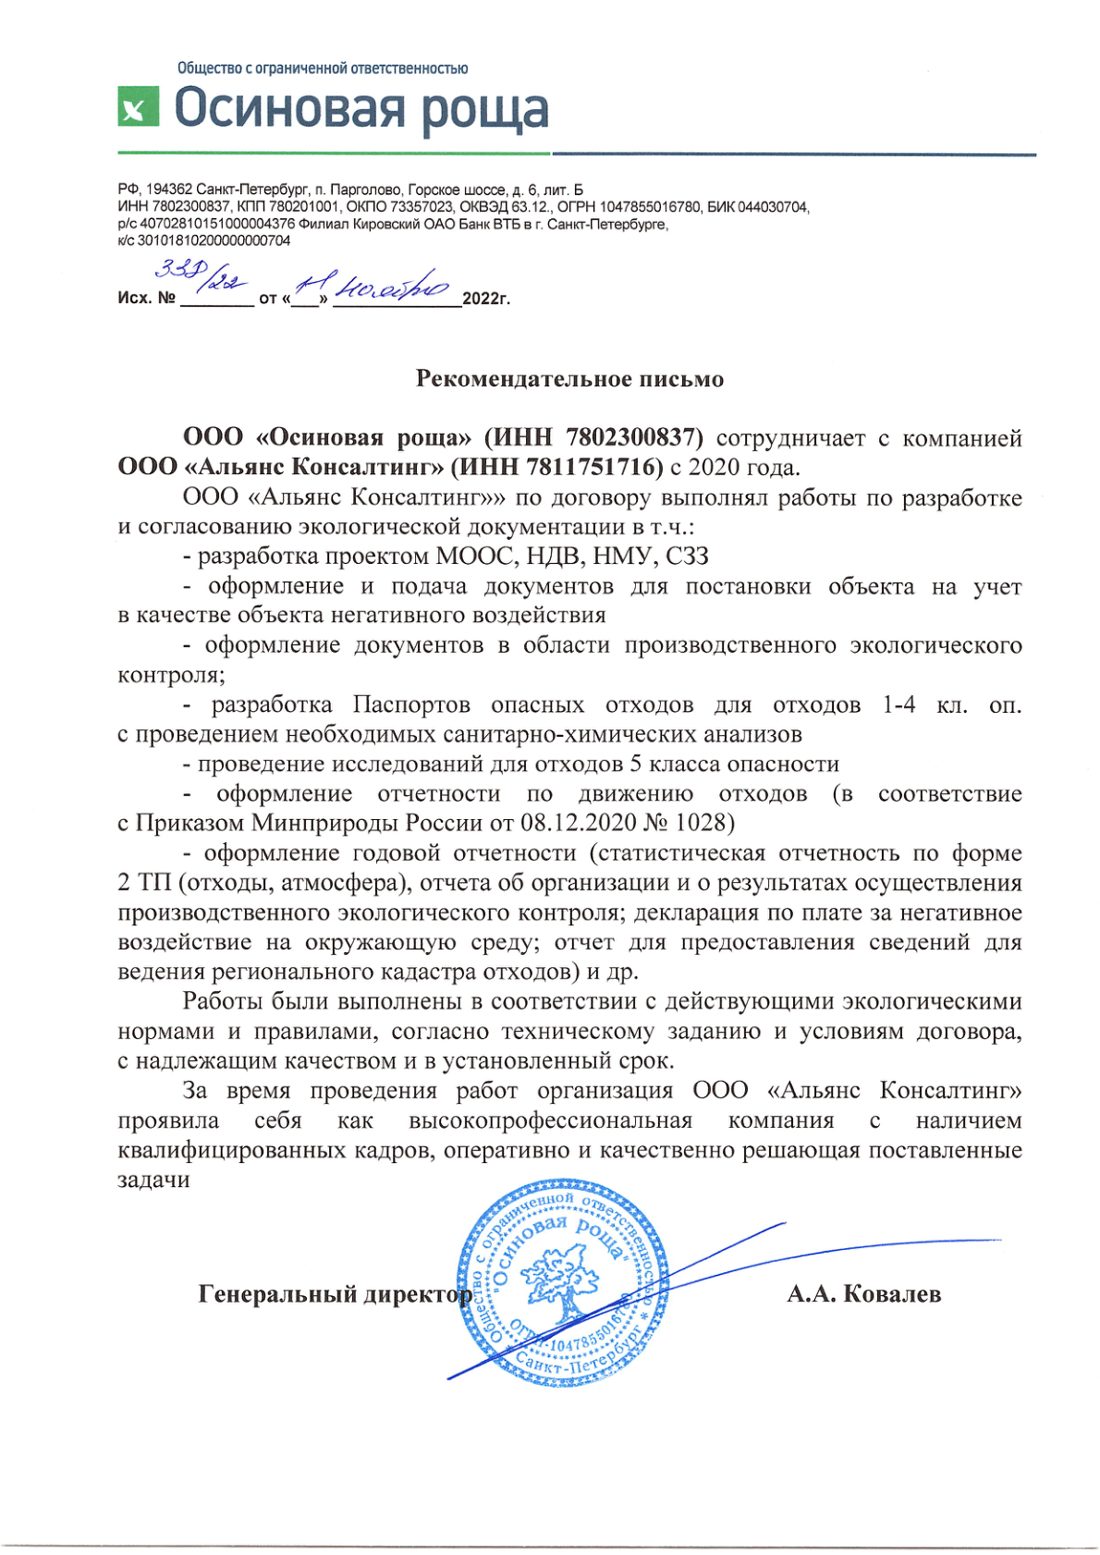 Общество с ограниченной ответственностью
Осиновая роща
РФ, 194362 Санкт-Петербург, п. Парголово, Горское шоссе, д. 6, лит. Б
ИНН 7802300837, КПП 780201001, ОКПО 73357023, ОКВЭД 63.12., ОГРН 1047855016780, БИК 044030704,
р/с 40702810151000004376 Филиал Кировский ОАО Банк ВТБ в г. Санкт-Петербурге,
к/с 30101810200000000704
Исх. № ________ от «___» ноября 2022г.
Рекомендательное письмо
ООО «Осиновая роща» (ИНН 7802300837) сотрудничает с компанией
ООО «Альянс Консалтинг» (ИНН 7811751716) с 2020 года.
ООО «Альянс Консалтинг»» по договору выполнял работы по разработке
и согласованию экологической документации в т.ч.:
- разработка проектом МООС, НДВ, НМУ, СЗЗ
- оформление и подача документов для постановки объекта на учет
в качестве объекта негативного воздействия
- оформление документов в области производственного экологического
контроля;
- разработка Паспортов опасных отходов для отходов 1-4 кл. оп.
с проведением необходимых санитарно-химических анализов
- проведение исследований для отходов 5 класса опасности
- оформление отчетности по движению отходов (в соответствие
с Приказом Минприроды России от 08.12.2020 № 1028)
- оформление годовой отчетности (статистическая отчетность по форме
2 ТП (отходы, атмосфера), отчета об организации и о результатах осуществления
производственного экологического контроля; декларация по плате за негативное
воздействие на окружающую среду; отчет для предоставления сведений для
ведения регионального кадастра отходов) и др.
Работы были выполнены в соответствии с действующими экологическими
нормами и правилами, согласно техническому заданию и условиям договора,
с надлежащим качеством и в установленный срок.
За время проведения работ организация ООО «Альянс Консалтинг»
проявила себя как высокопрофессиональная компания с наличием
квалифицированных кадров, оперативно и качественно решающая поставленные
задачи
Генеральный директор А.А. Ковалев
Общество с ограниченной ответственностью
"Осиновая роща"
ОГРН·1047855016780
* Санкт-Петербург *